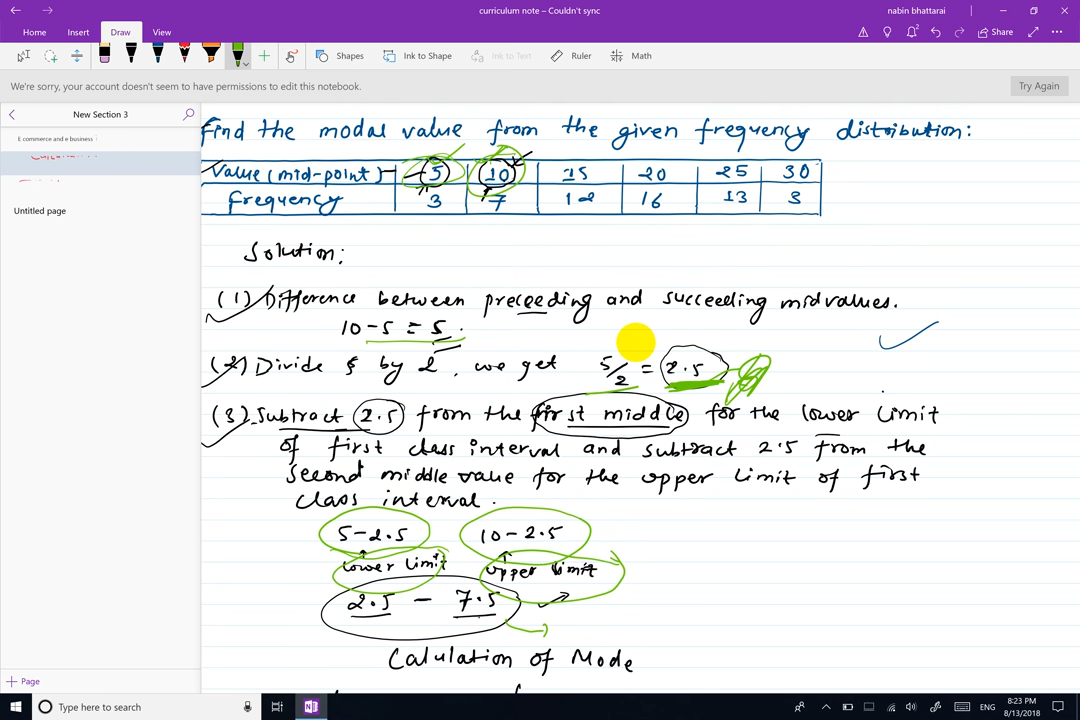 curriculum note – Couldn't sync
nabin bhattarai
Home Insert Draw View
Share
Shapes Ink to Shape Ink to Text Ruler Math
We're sorry, your account doesn't seem to have permissions to edit this notebook.
Try Again
New Section 3
E commerce and e business
Untitled page
Find the modal value from the given frequency distribution:
Value (mid-point) 5 10 15 20 25 30
Frequency 3 7 12 16 13 3
Solution:
(1) Difference between preceeding and succeeding midvalues.
10-5 = 5.
(2) Divide 5 by 2, we get 5/2 = 2.5
(3) Subtract 2.5 from the first middle for the lower limit
of first class interval and subtract 2.5 from the
second middle value for the upper limit of first
class interval.
5-2.5 10-2.5
lower limit upper limit
2.5 - 7.5
Calulation of Mode
Page
Type here to search
ENG
8:23 PM
8/13/2018